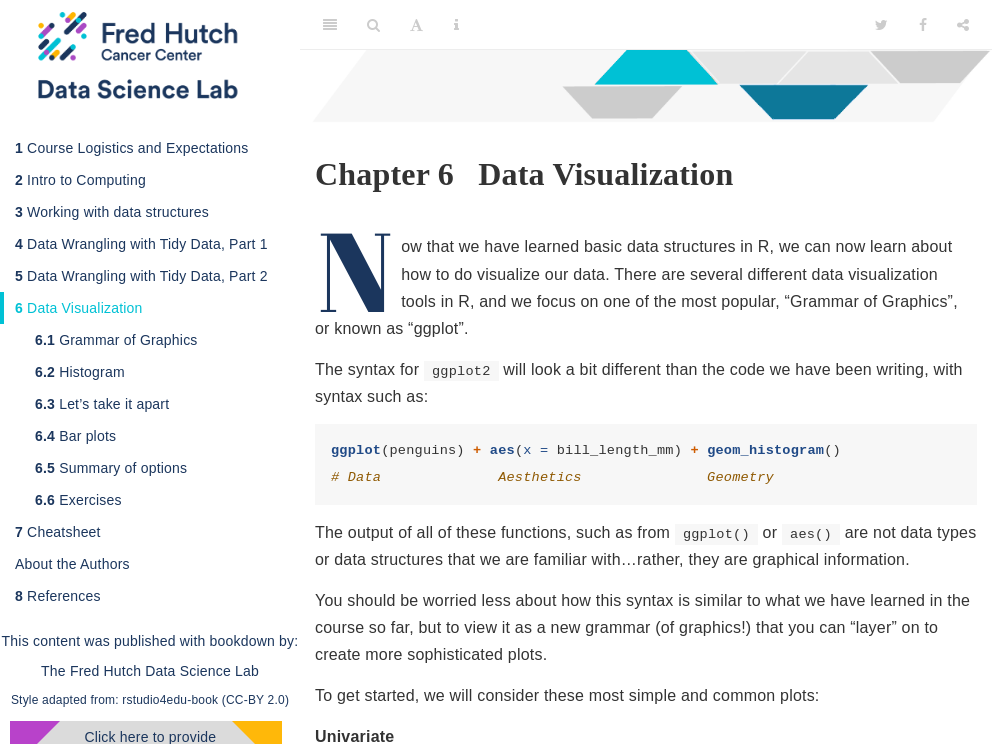 Fred Hutch
Cancer Center
Data Science Lab
1 Course Logistics and Expectations
2 Intro to Computing
3 Working with data structures
4 Data Wrangling with Tidy Data, Part 1
5 Data Wrangling with Tidy Data, Part 2
6 Data Visualization
6.1 Grammar of Graphics
6.2 Histogram
6.3 Let’s take it apart
6.4 Bar plots
6.5 Summary of options
6.6 Exercises
7 Cheatsheet
About the Authors
8 References
This content was published with bookdown by:
The Fred Hutch Data Science Lab
Style adapted from: rstudio4edu-book (CC-BY 2.0)
Click here to provide
Chapter 6 Data Visualization
Now that we have learned basic data structures in R, we can now learn about
how to do visualize our data. There are several different data visualization
tools in R, and we focus on one of the most popular, “Grammar of Graphics”,
or known as “ggplot”.
The syntax for ggplot2 will look a bit different than the code we have been writing, with
syntax such as:
ggplot(penguins) + aes(x = bill_length_mm) + geom_histogram()
# Data Aesthetics Geometry
The output of all of these functions, such as from ggplot() or aes() are not data types
or data structures that we are familiar with…rather, they are graphical information.
You should be worried less about how this syntax is similar to what we have learned in the
course so far, but to view it as a new grammar (of graphics!) that you can “layer” on to
create more sophisticated plots.
To get started, we will consider these most simple and common plots:
Univariate